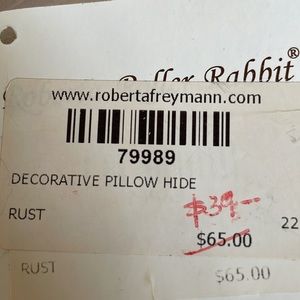 Roller Rabbit®
www.robertafreymann.com
79989
DECORATIVE PILLOW HIDE
RUST $39— 22
$65.00
RUST $65.00